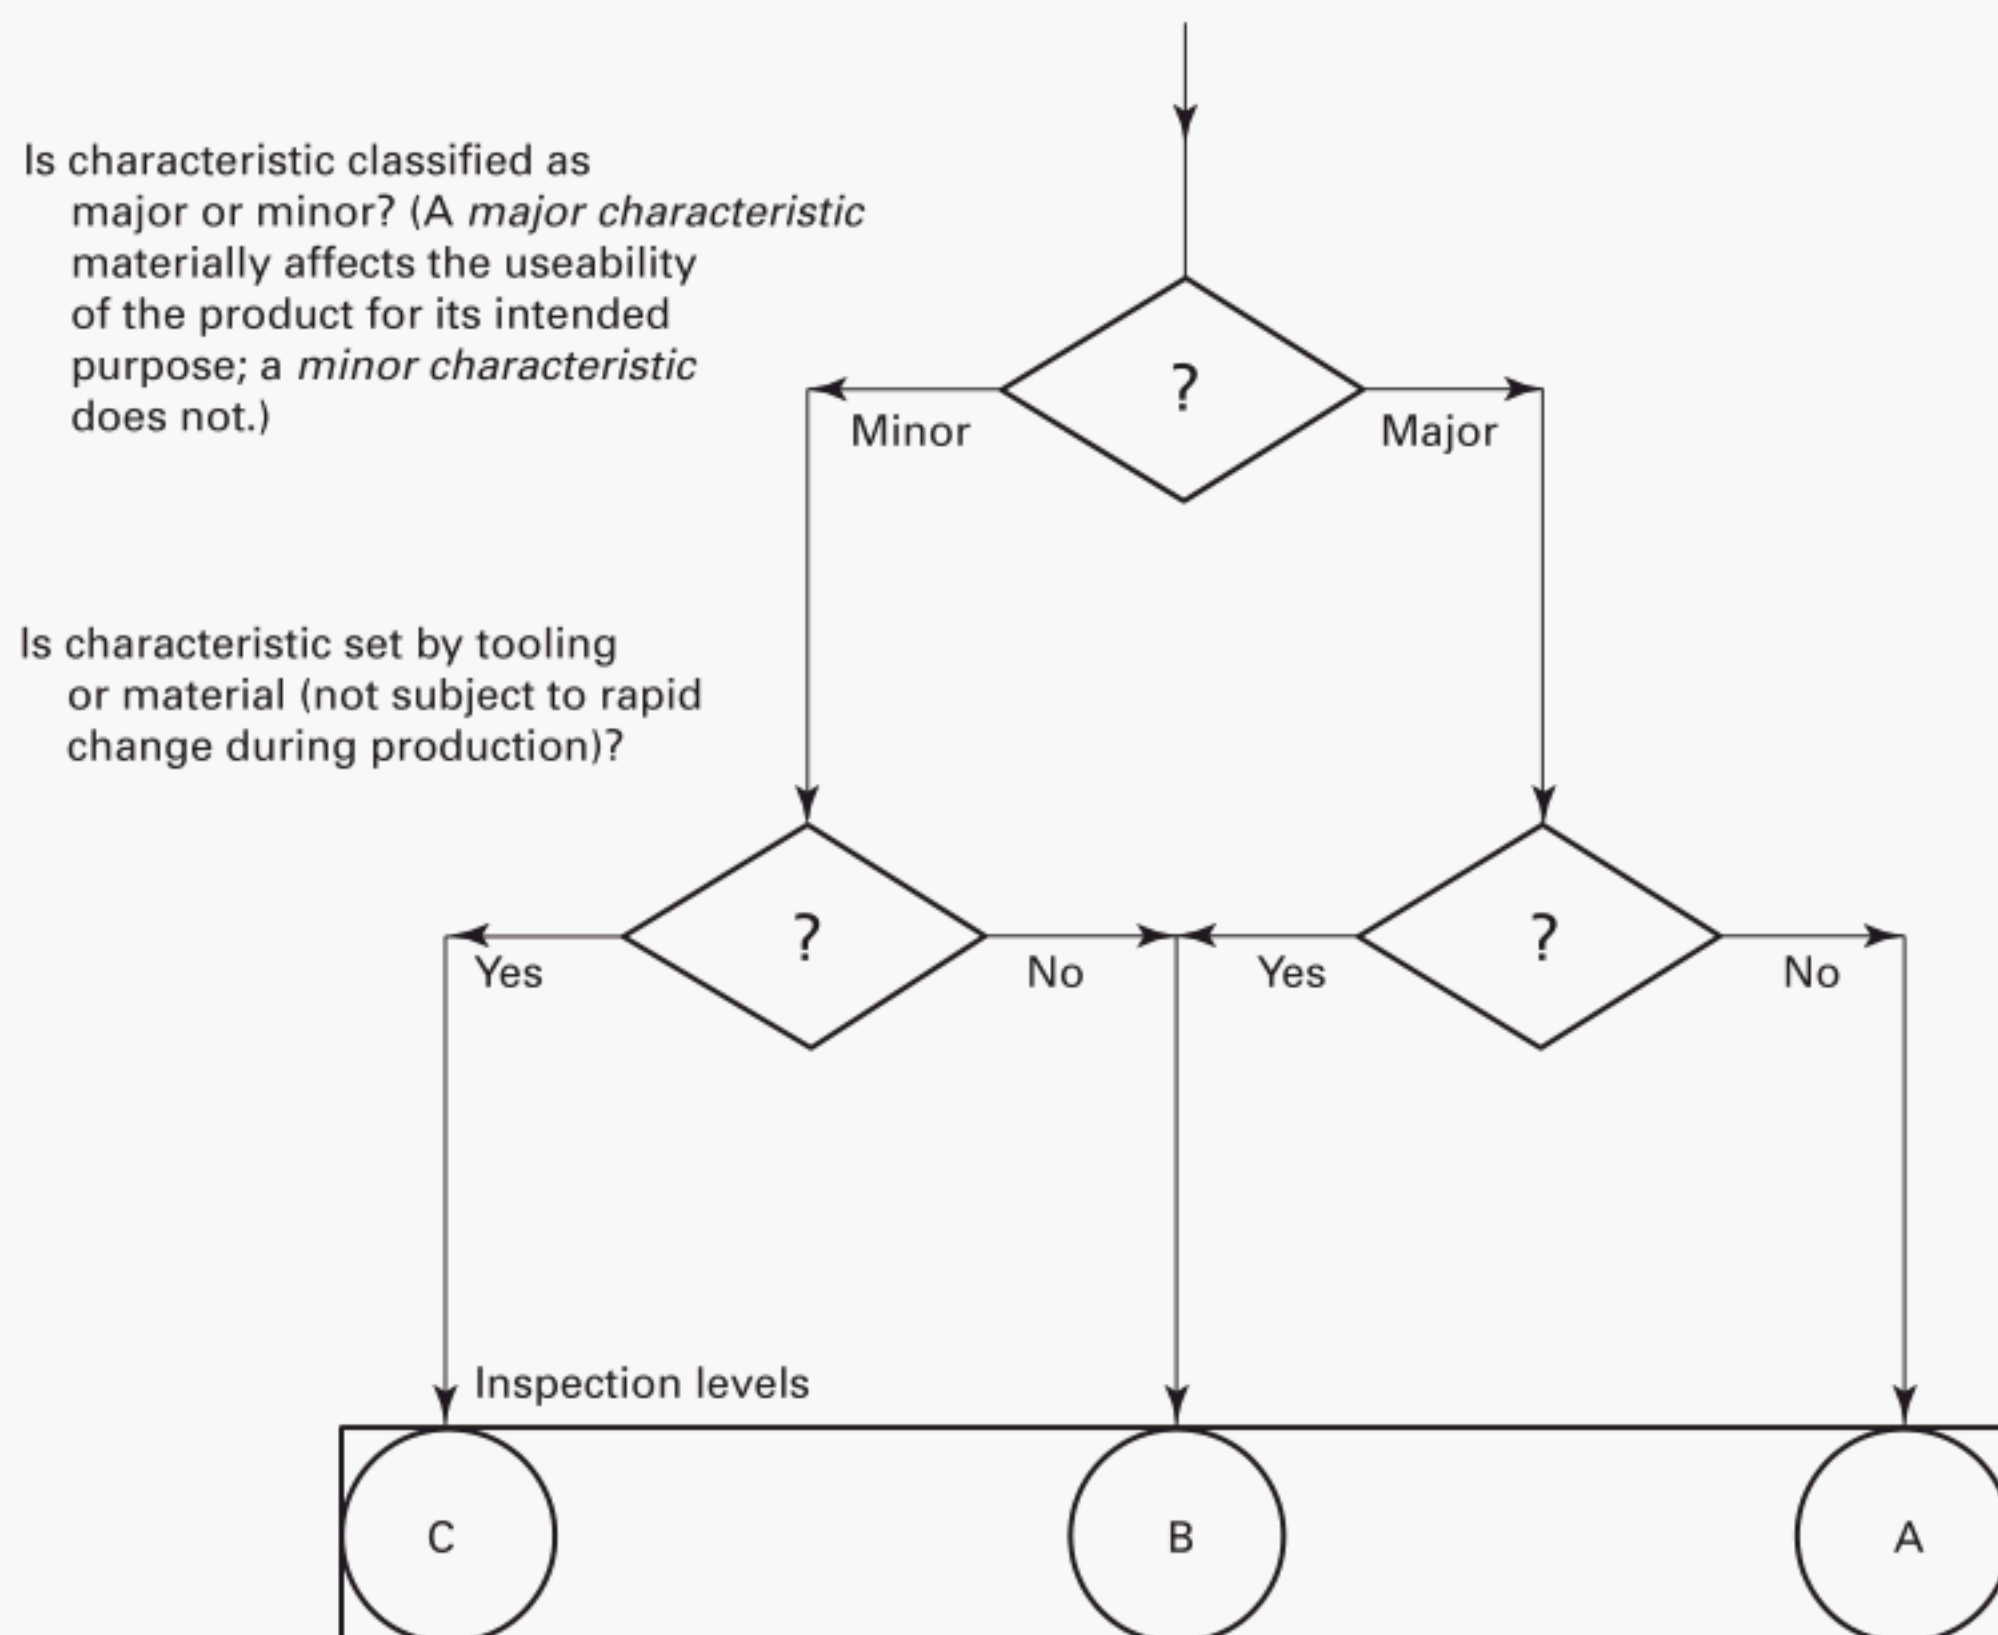 Is characteristic classified as
major or minor? (A major characteristic
materially affects the useability
of the product for its intended
purpose; a minor characteristic
does not.)
?
Minor
Major
Is characteristic set by tooling
or material (not subject to rapid
change during production)?
?
?
Yes
No
Yes
No
Inspection levels
C
B
A